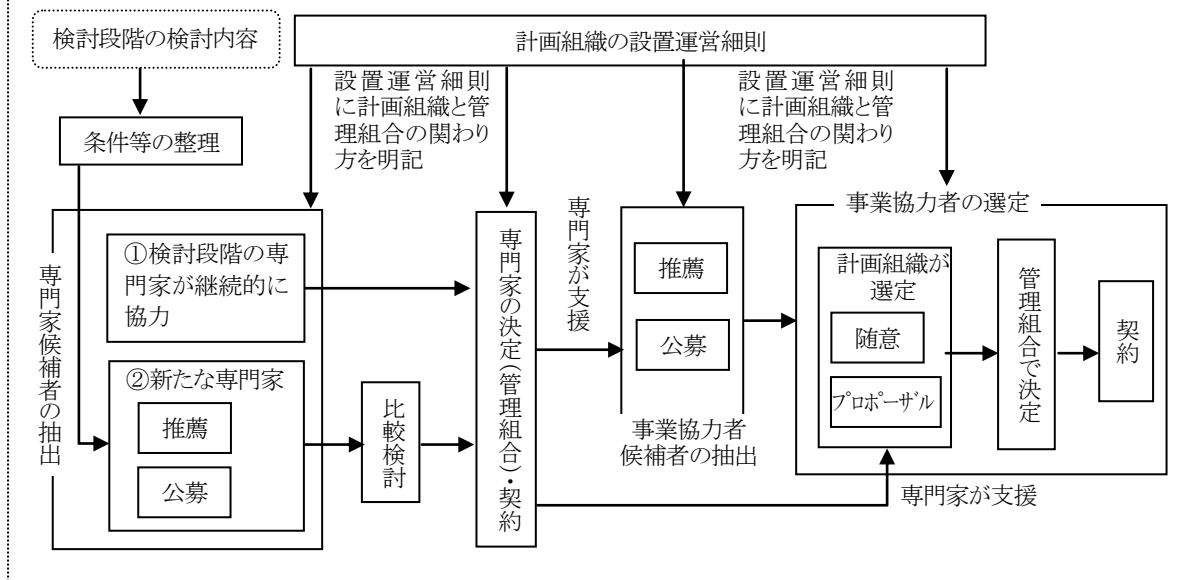 検討段階の検討内容
計画組織の設置運営細則
設置運営細則
に計画組織と管
理組合の関わり
方を明記
設置運営細則
に計画組織と管
理組合の関わり
方を明記
条件等の整理
専門家候補者の抽出
①検討段階の専
門家が継続的に
協力
②新たな専門家
推薦
公募
比較検討
専門家の決定(管理組合)・契約
専門家が支援
推薦
公募
事業協力者
候補者の抽出
事業協力者の選定
計画組織が
選定
随意
プロポーザル
管理組合で決定
契約
専門家が支援